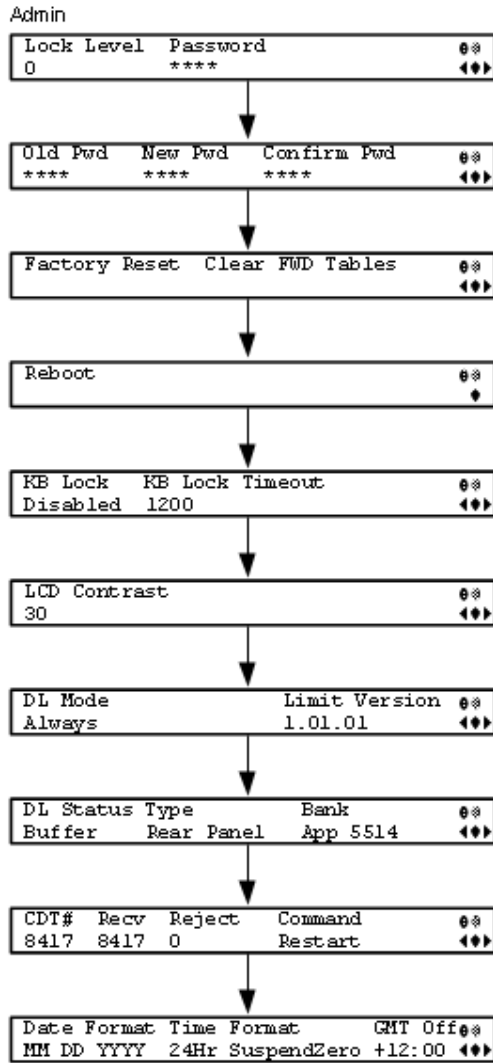 Admin
Lock Level Password
0 ****
Old Pwd New Pwd Confirm Pwd
**** **** ****
Factory Reset Clear FWD Tables
Reboot
KB Lock KB Lock Timeout
Disabled 1200
LCD Contrast
30
DL Mode Limit Version
Always 1.01.01
DL Status Type Bank
Buffer Rear Panel App 5514
CDT# Recv Reject Command
8417 8417 0 Restart
Date Format Time Format GMT Off
MM DD YYYY 24Hr SuspendZero +12:00